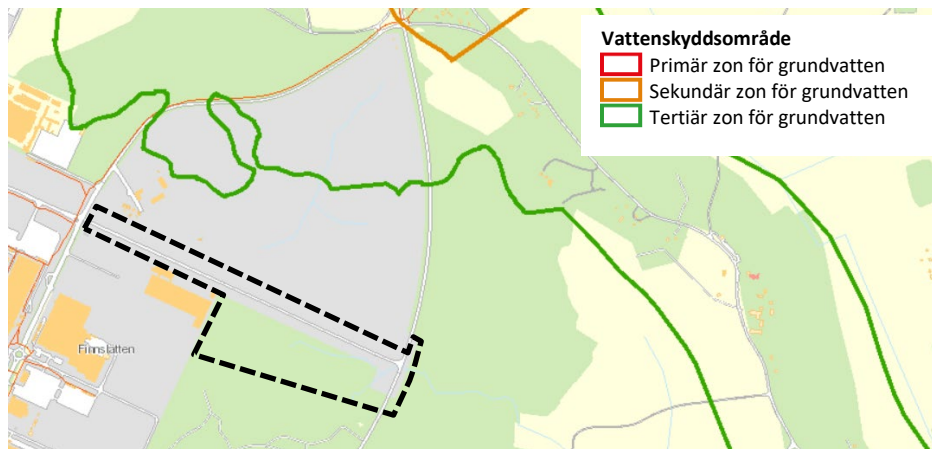 Vattenskyddsområde
Primär zon för grundvatten
Sekundär zon för grundvatten
Tertiär zon för grundvatten
Finnslätten